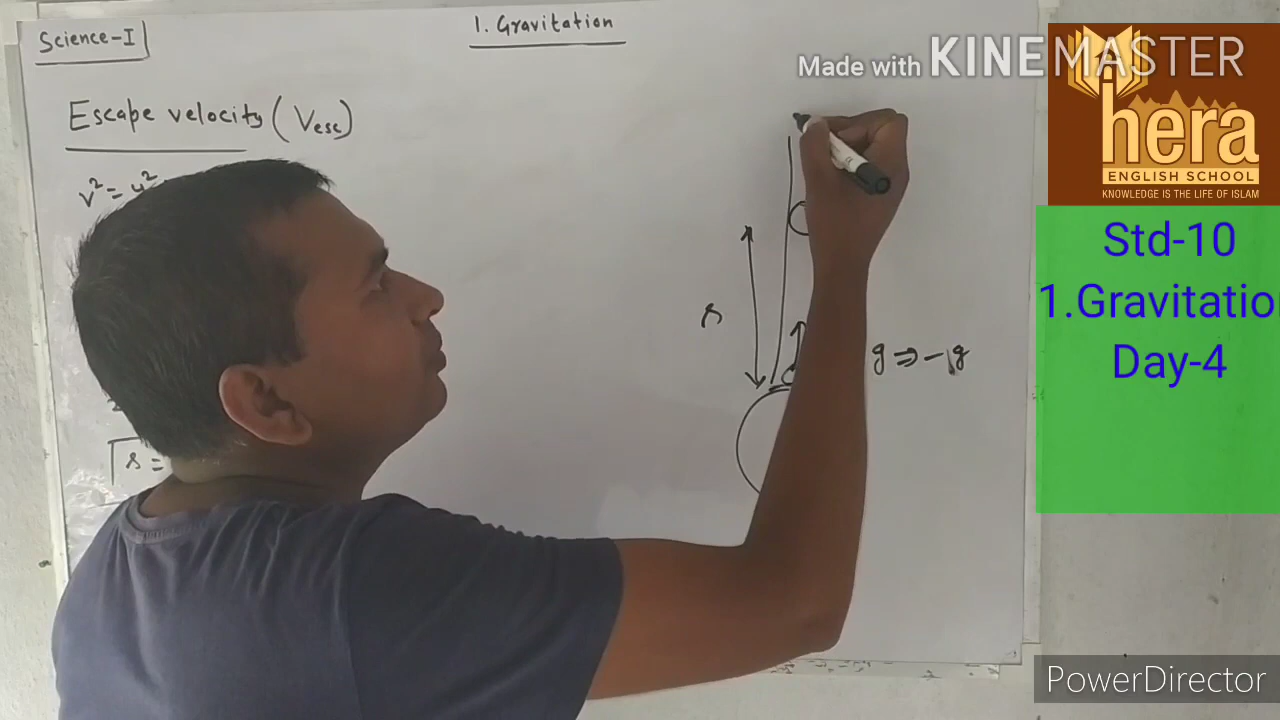 Science-I
1. Gravitation
Escape velocity (Vesc)
v² = u²
s
g ⇒ -g
s =
Made with KINEMASTER
hera
ENGLISH SCHOOL
KNOWLEDGE IS THE LIFE OF ISLAM
Std-10
1.Gravitation
Day-4
PowerDirector